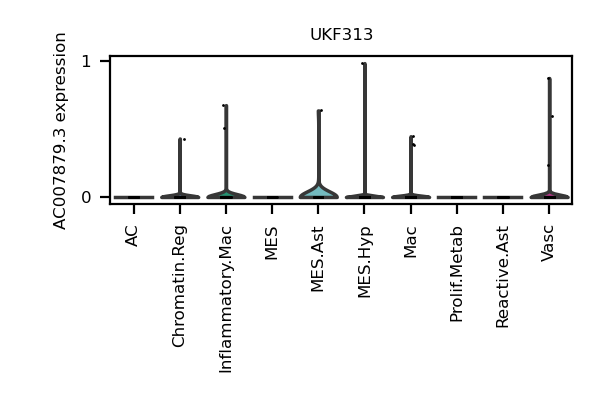 UKF313
AC007879.3 expression
1
0
AC
Chromatin.Reg
Inflammatory.Mac
MES
MES.Ast
MES.Hyp
Mac
Prolif.Metab
Reactive.Ast
Vasc